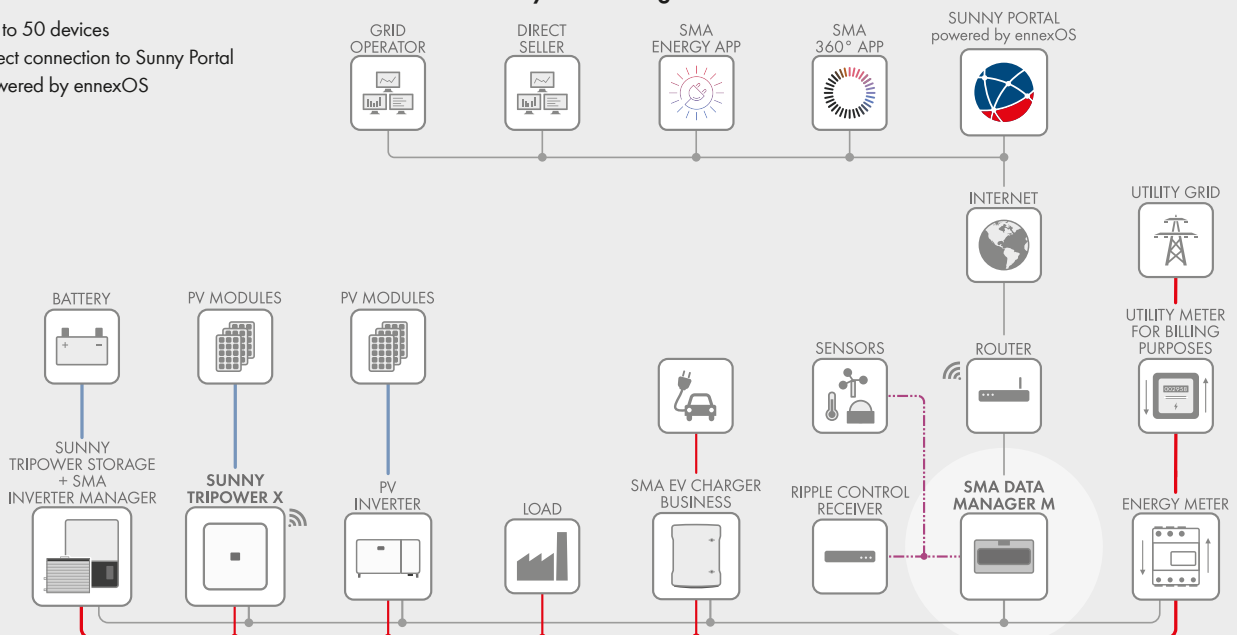 to 50 devices
connection to Sunny Portal
by ennexOS
GRID
OPERATOR
DIRECT
SELLER
SMA
ENERGY APP
SMA
360° APP
SUNNY PORTAL
powered by ennexOS
INTERNET
UTILITY GRID
BATTERY
PV MODULES
PV MODULES
UTILITY METER
FOR BILLING
PURPOSES
SENSORS
ROUTER
SUNNY
TRIPOWER STORAGE
+ SMA
INVERTER MANAGER
SUNNY
TRIPOWER X
PV
INVERTER
LOAD
SMA EV CHARGER
BUSINESS
RIPPLE CONTROL
RECEIVER
SMA DATA
MANAGER M
ENERGY METER